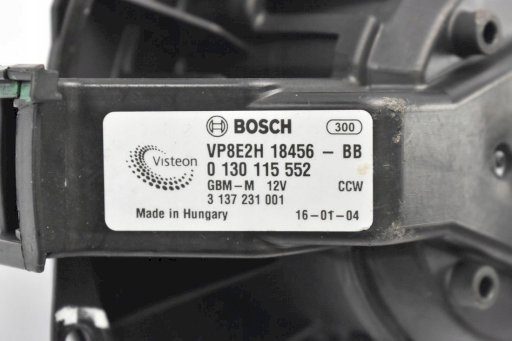 BOSCH 300
Visteon
VP8E2H 18456 - BB
0 130 115 552
GBM-M 12V CCW
3 137 231 001
Made in Hungary 16-01-04